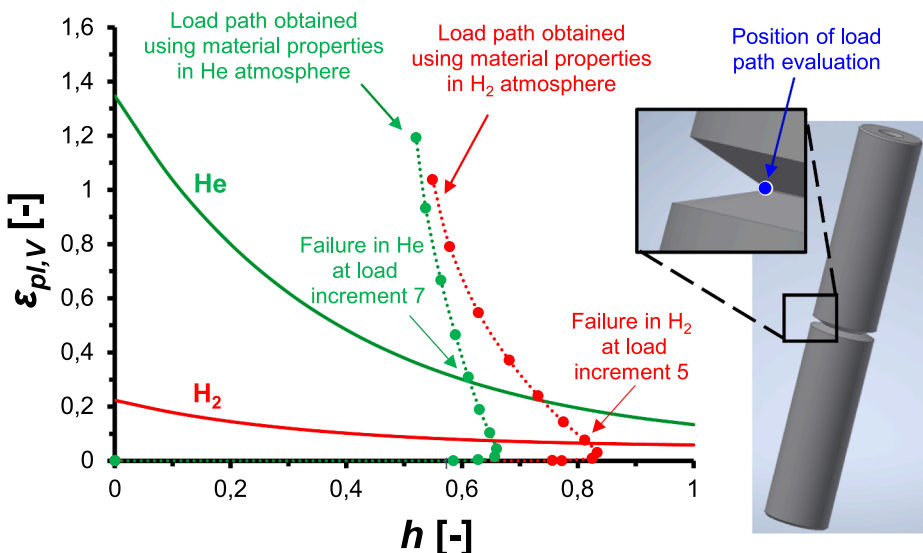 Load path obtained
using material properties
in He atmosphere
Load path obtained
using material properties
in H2 atmosphere
Position of load
path evaluation
1,6
1,4
1,2
1
0,8
0,6
0,4
0,2
0
εpl,V [-]
He
H2
Failure in He
at load
increment 7
Failure in H2
at load
increment 5
0
0,2
0,4
0,6
0,8
1
h [-]